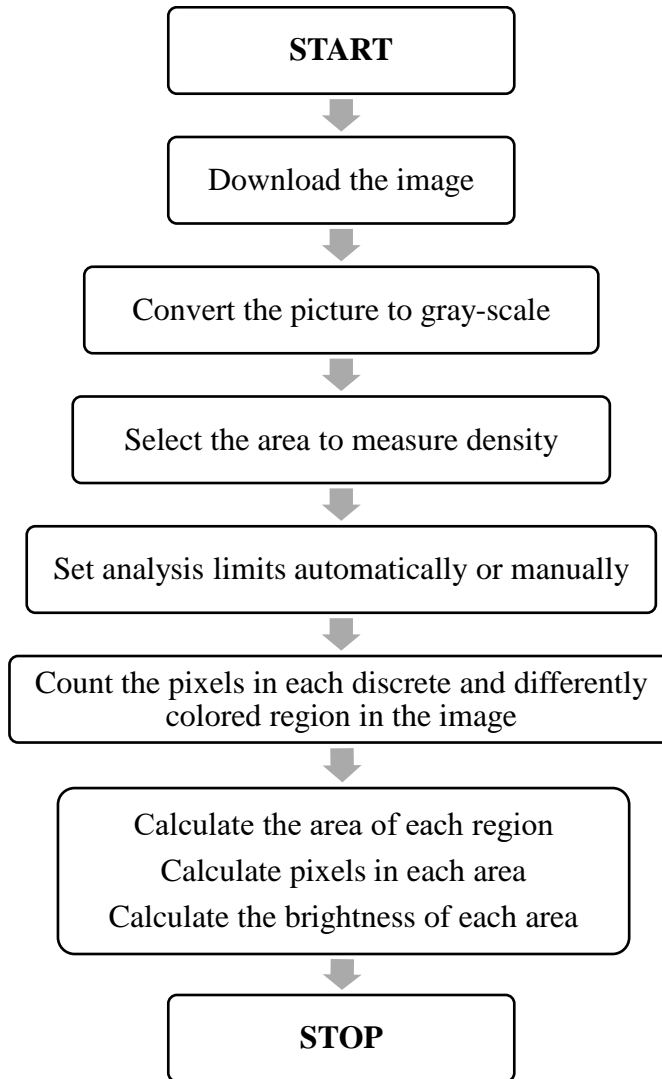 START
Download the image
Convert the picture to gray-scale
Select the area to measure density
Set analysis limits automatically or manually
Count the pixels in each discrete and differently
colored region in the image
Calculate the area of each region
Calculate pixels in each area
Calculate the brightness of each area
STOP